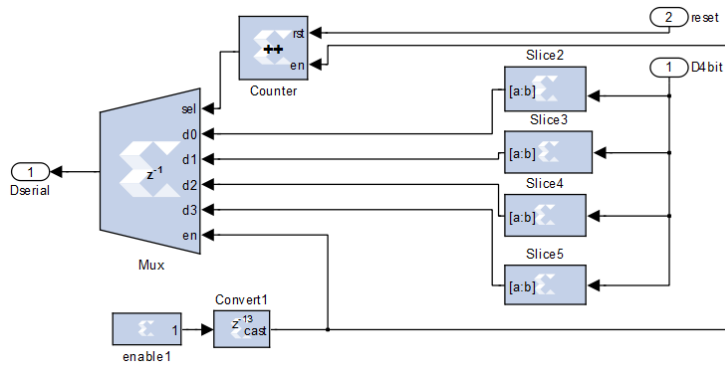 2
reset
rst
++
en
Counter
Slice2
[a:b]
1
D4bit
sel
d0
Slice3
[a:b]
d1
1
z-1
Dserial
d2
Slice4
[a:b]
d3
en
Slice5
[a:b]
Mux
Convert1
z-13
cast
1
enable1